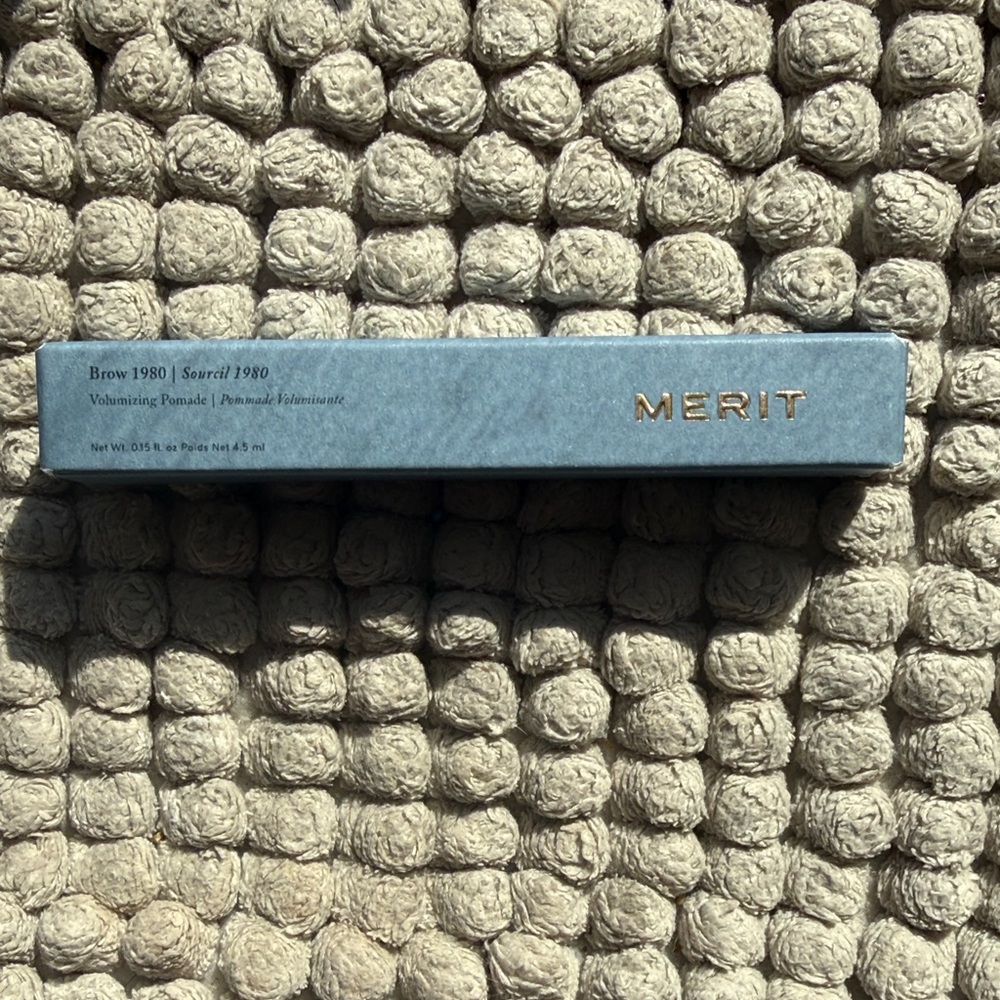 Brow 1980 | Sourcil 1980
Volumizing Pomade | Pommade Volumisante
Net Wt. 0.15 fl. oz Poids Net 4.5 ml
MERIT